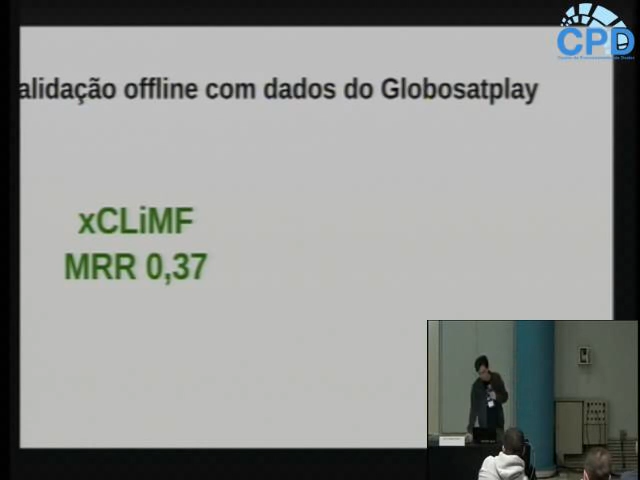 CPD
alidação offline com dados do Globosatplay
xCLiMF
MRR 0,37